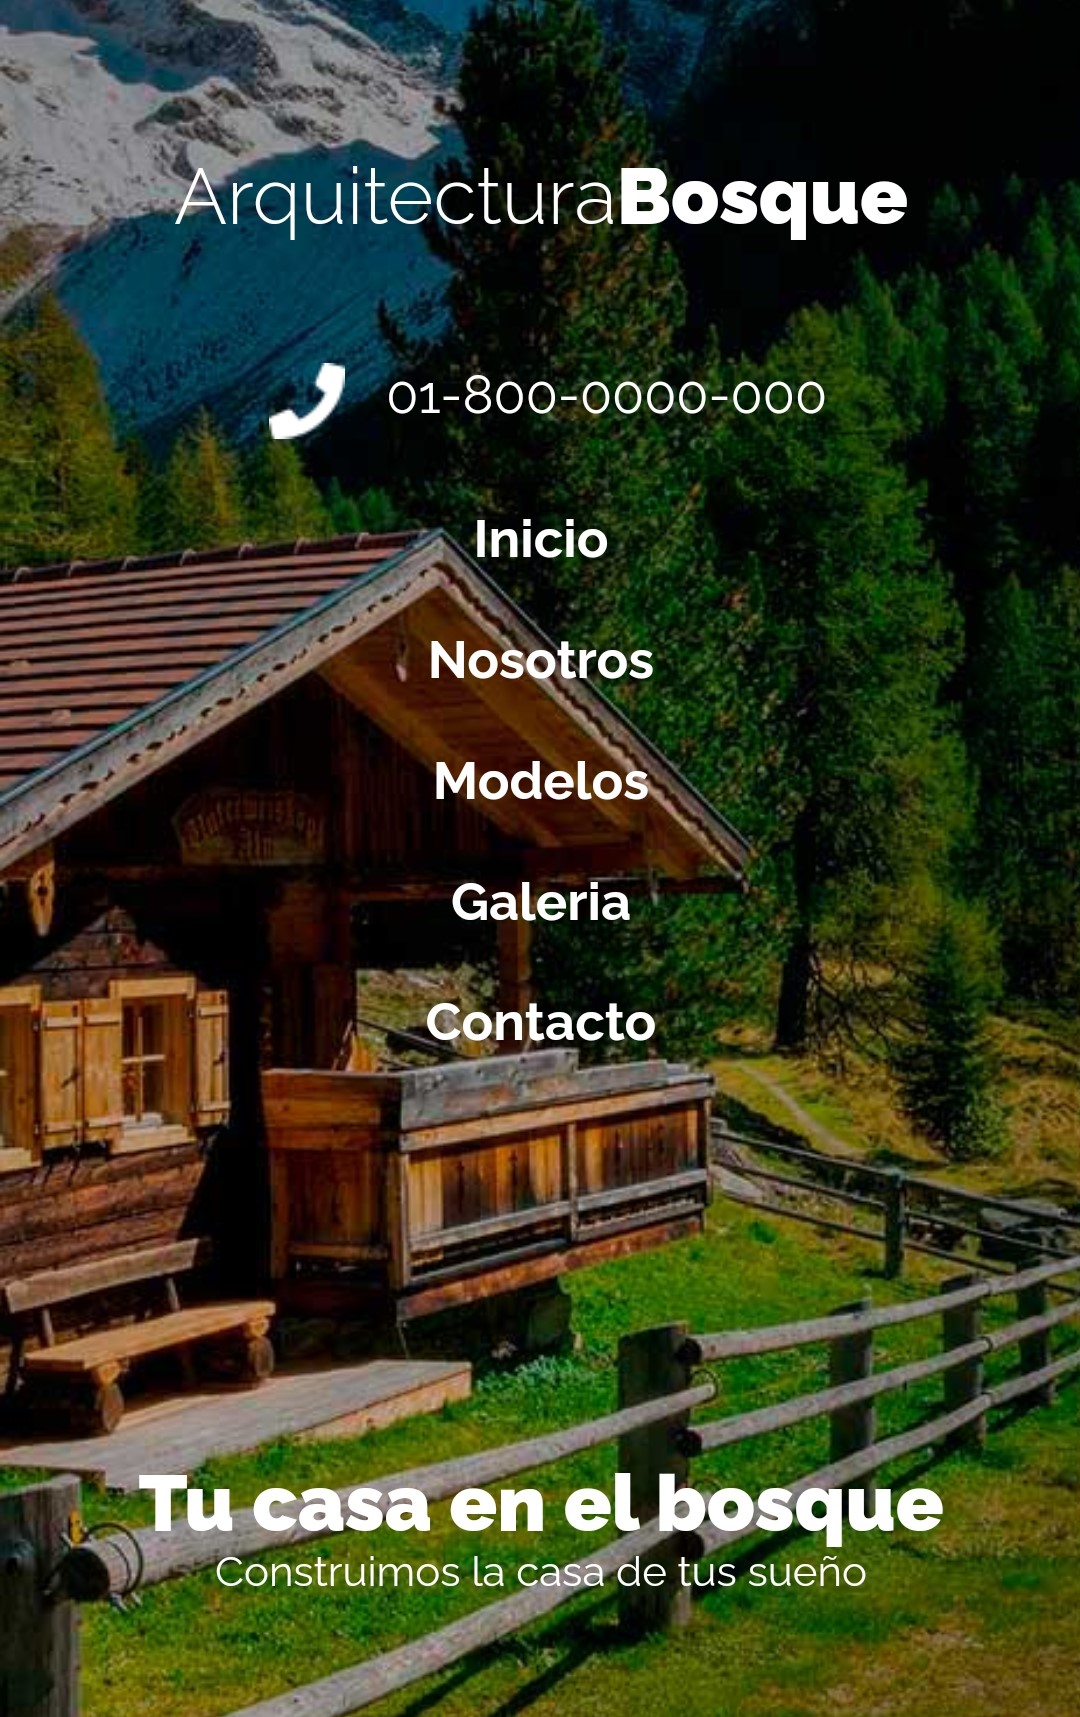 ArquitecturaBosque
01-800-0000-000
Inicio
Nosotros
Modelos
Galeria
Contacto
Tu casa en el bosque
Construimos la casa de tus sueño